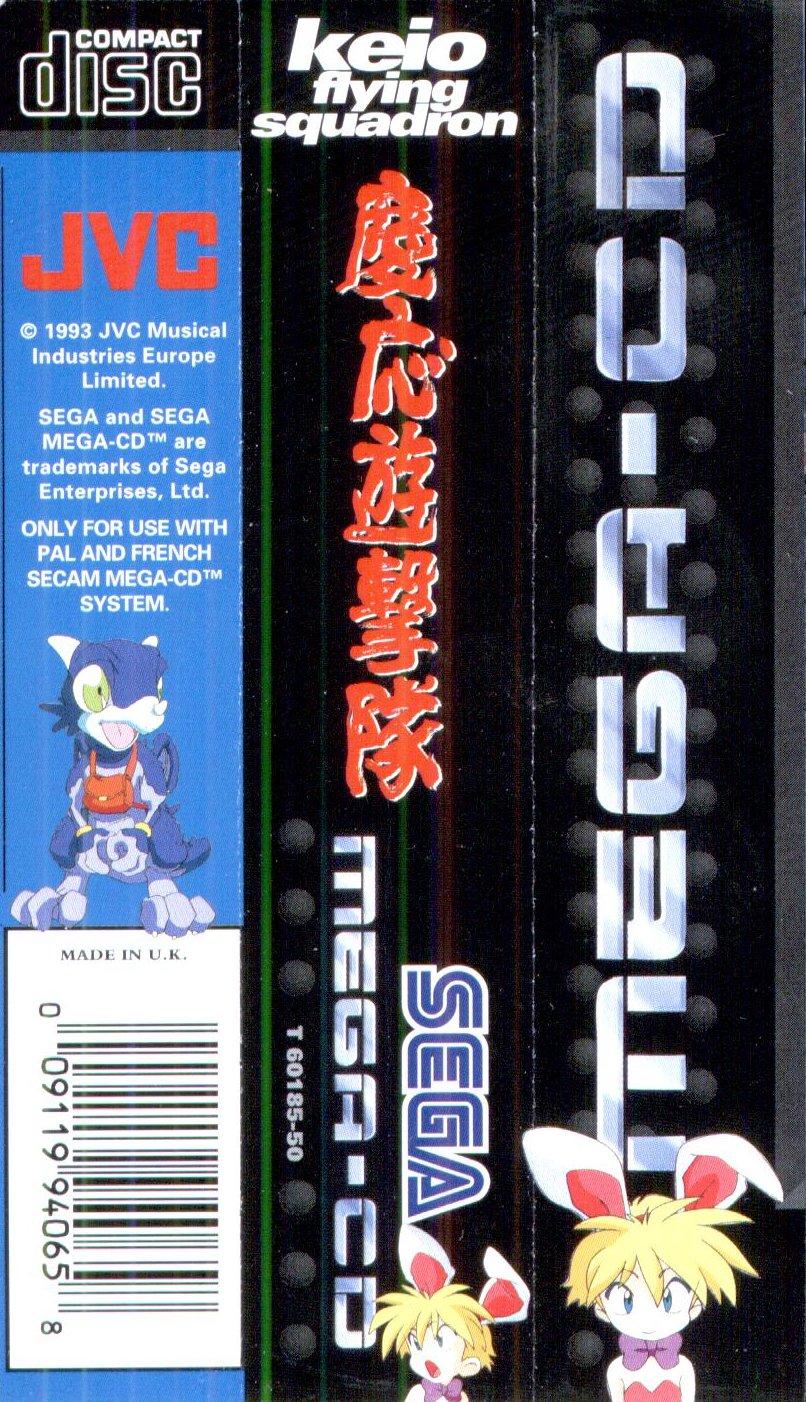 COMPACT
disc
JVC
© 1993 JVC Musical
Industries Europe
Limited.
SEGA and SEGA
MEGA-CD™ are
trademarks of Sega
Enterprises, Ltd.
ONLY FOR USE WITH
PAL AND FRENCH
SECAM MEGA-CD™
SYSTEM.
MADE IN U.K.
0 09119 94065 8
keio
flying
squadron
慶応遊撃隊
MEGA-CD
SEGA
T 60185-50
MEGA-CD